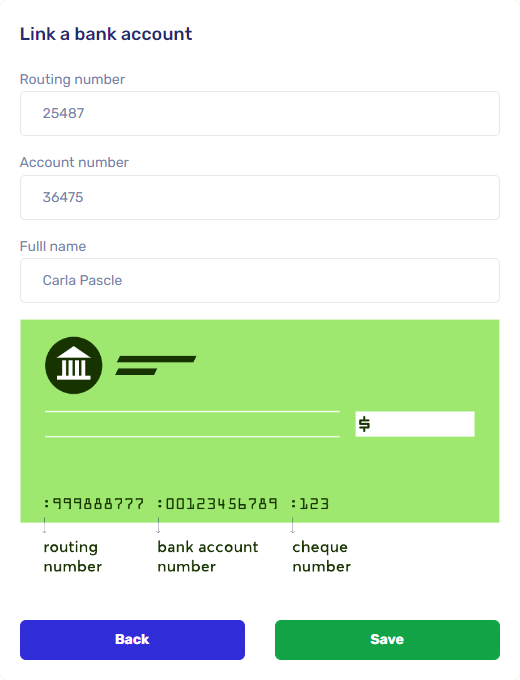 Link a bank account
Routing number
25487
Account number
36475
Fulll name
Carla Pascle
$
:999888777 :00123456789 :123
routing number
bank account number
cheque number
Back
Save